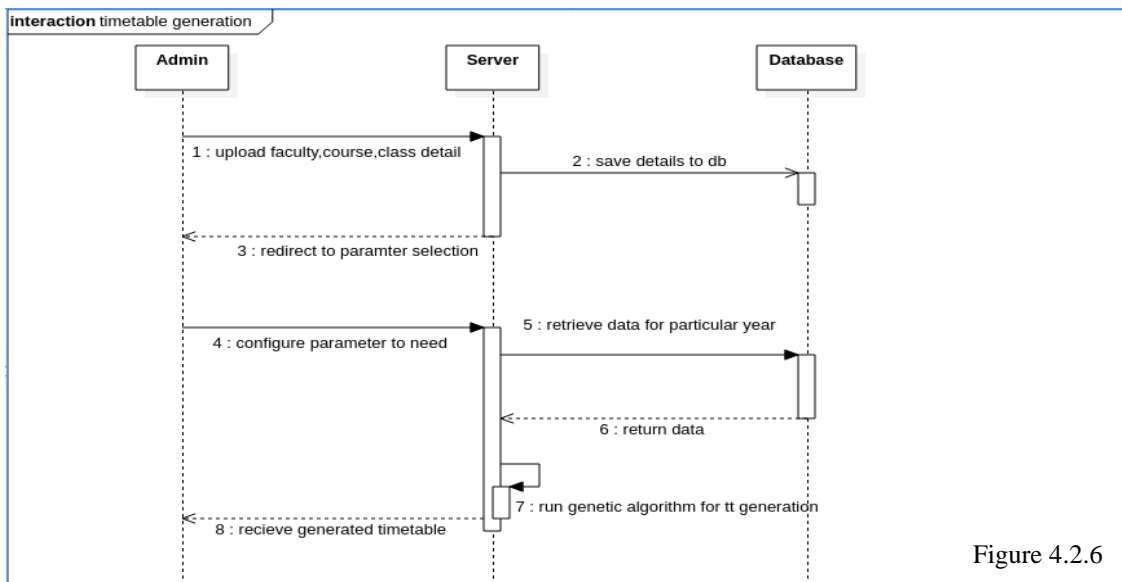 interaction timetable generation
Admin
Server
Database
1 : upload faculty,course,class detail
2 : save details to db
3 : redirect to paramter selection
4 : configure parameter to need
5 : retrieve data for particular year
6 : return data
7 : run genetic algorithm for tt generation
8 : recieve generated timetable
Figure 4.2.6